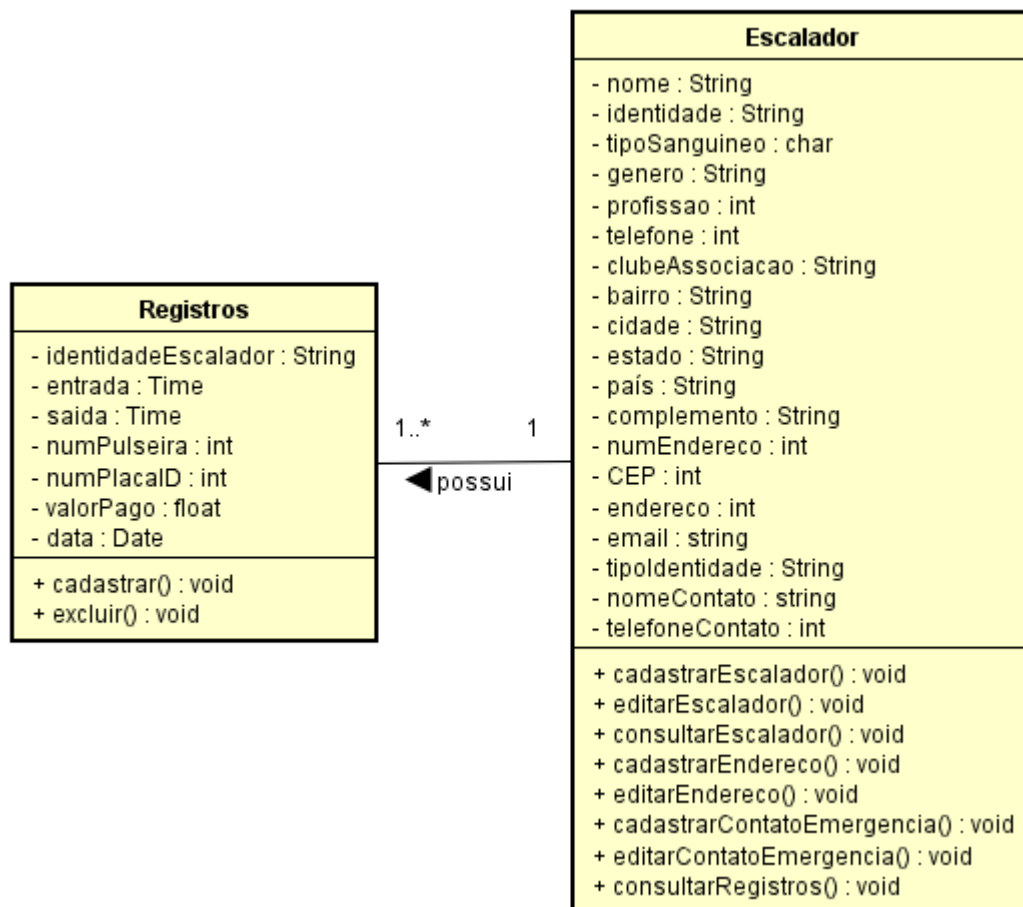 Escalador
- nome : String
- identidade : String
- tipoSanguineo : char
- genero : String
- profissao : int
- telefone : int
- clubeAssociacao : String
- bairro : String
- cidade : String
- estado : String
- país : String
- complemento : String
- numEndereco : int
- CEP : int
- endereco : int
- email : string
- tipoIdentidade : String
- nomeContato : string
- telefoneContato : int
+ cadastrarEscalador() : void
+ editarEscalador() : void
+ consultarEscalador() : void
+ cadastrarEndereco() : void
+ editarEndereco() : void
+ cadastrarContatoEmergencia() : void
+ editarContatoEmergencia() : void
+ consultarRegistros() : void
Registros
- identidadeEscalador : String
- entrada : Time
- saida : Time
- numPulseira : int
- numPlacaID : int
- valorPago : float
- data : Date
+ cadastrar() : void
+ excluir() : void
1..* 1
possui